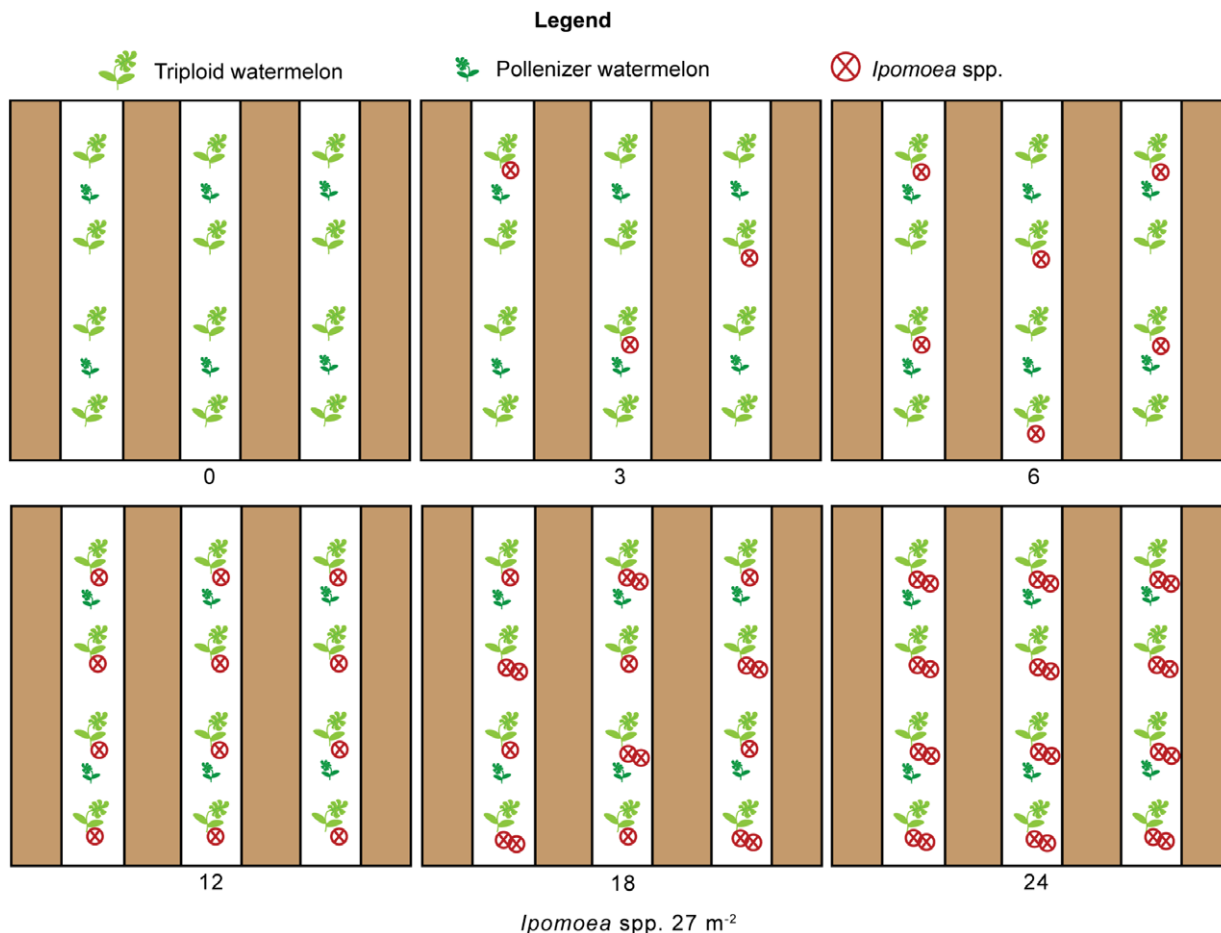 Legend
Triploid watermelon Pollenizer watermelon Ipomoea spp.
0 3 6
12 18 24
Ipomoea spp. 27 m⁻²